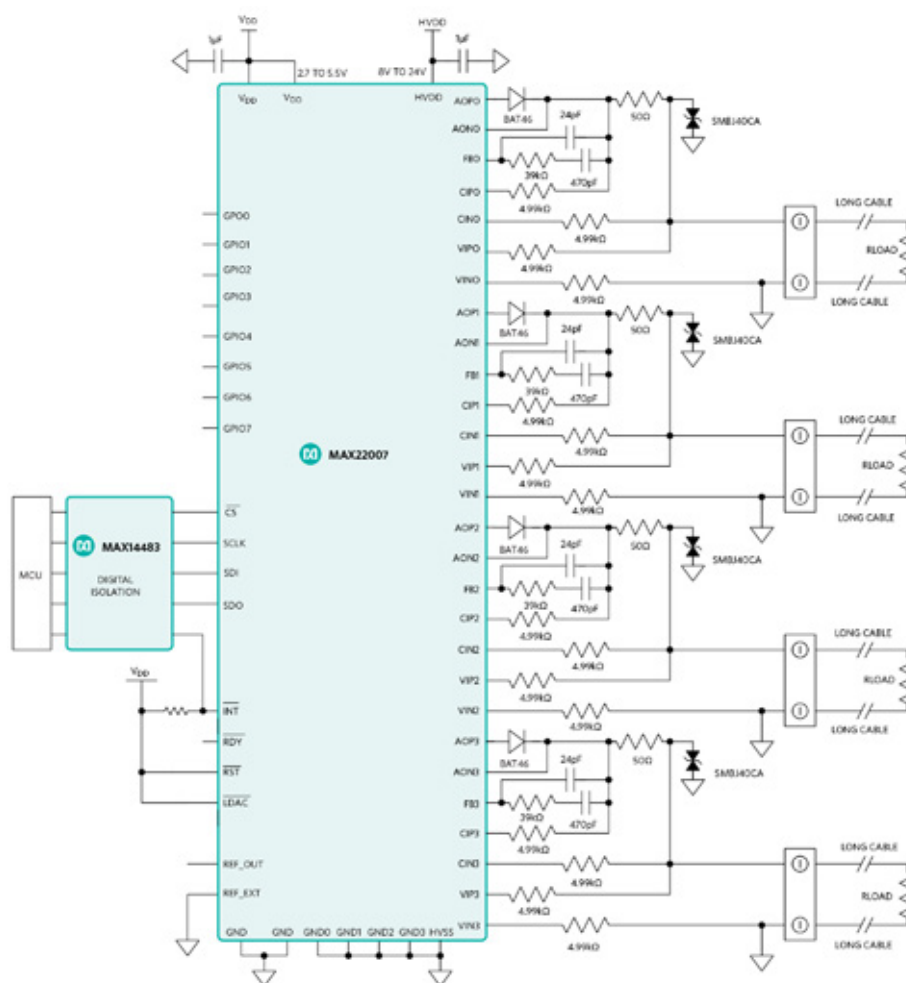 VDD
HVDD
1µF
1µF
2.7 TO 5.5V
8V TO 24V
VDD
VDD
HVDD
AOP0
BAT46
50Ω
SMBJ40CA
AON0
24pF
FB0
39kΩ
470pF
CIP0
4.99kΩ
CIN0
4.99kΩ
VIP0
4.99kΩ
VIN0
4.99kΩ
LONG CABLE
RLOAD
LONG CABLE
GPO0
GPIO1
GPIO2
GPIO3
GPIO4
GPIO5
GPIO6
GPIO7
AOP1
BAT46
50Ω
SMBJ40CA
AON1
24pF
FB1
39kΩ
470pF
CIP1
4.99kΩ
CIN1
4.99kΩ
VIP1
4.99kΩ
VIN1
4.99kΩ
LONG CABLE
RLOAD
LONG CABLE
MAX22007
MCU
MAX14483
DIGITAL
ISOLATION
CS
SCLK
SDI
SDO
AOP2
BAT46
50Ω
SMBJ40CA
AON2
24pF
FB2
39kΩ
470pF
CIP2
4.99kΩ
CIN2
4.99kΩ
VIP2
4.99kΩ
VIN2
4.99kΩ
LONG CABLE
RLOAD
LONG CABLE
VDD
INT
RDY
RST
LDAC
REF_OUT
REF_EXT
AOP3
BAT46
50Ω
SMBJ40CA
AON3
24pF
FB3
39kΩ
470pF
CIP3
4.99kΩ
CIN3
4.99kΩ
VIP3
4.99kΩ
VIN3
4.99kΩ
LONG CABLE
RLOAD
LONG CABLE
GND
GND
GND0
GND1
GND2
GND3
HVSS